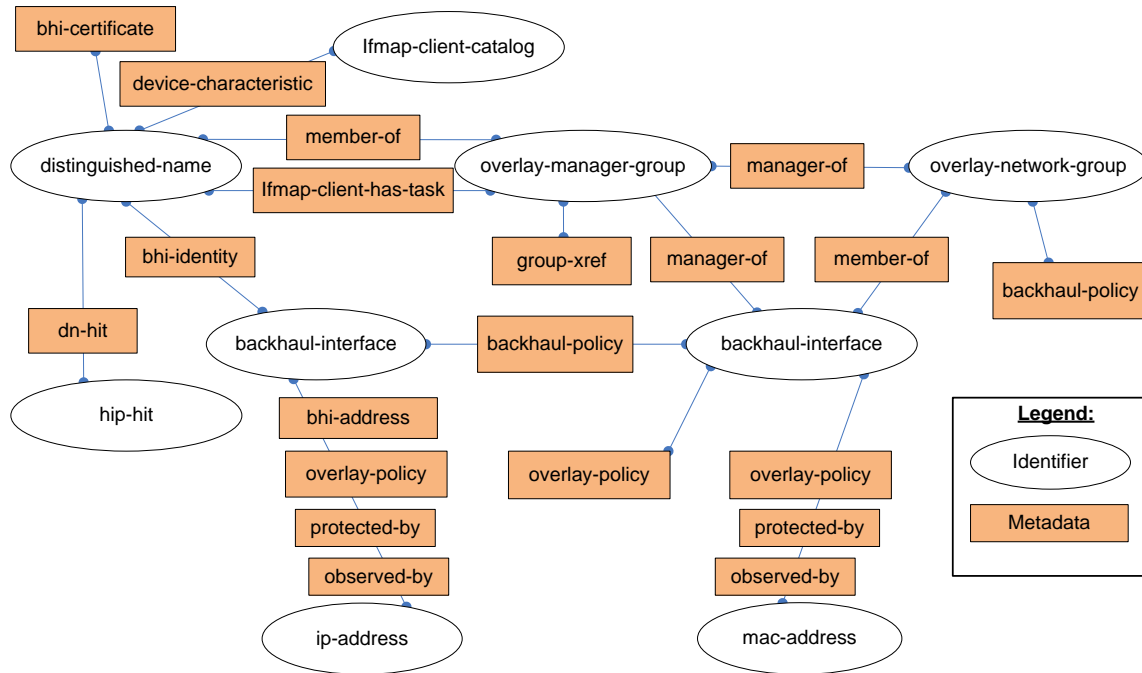 bhi-certificate
Ifmap-client-catalog
device-characteristic
member-of
distinguished-name
overlay-manager-group
manager-of
overlay-network-group
Ifmap-client-has-task
bhi-identity
group-xref
manager-of
member-of
backhaul-policy
dn-hit
backhaul-interface
backhaul-policy
backhaul-interface
hip-hit
bhi-address
Legend:
Identifier
overlay-policy
overlay-policy
overlay-policy
protected-by
protected-by
Metadata
observed-by
observed-by
ip-address
mac-address